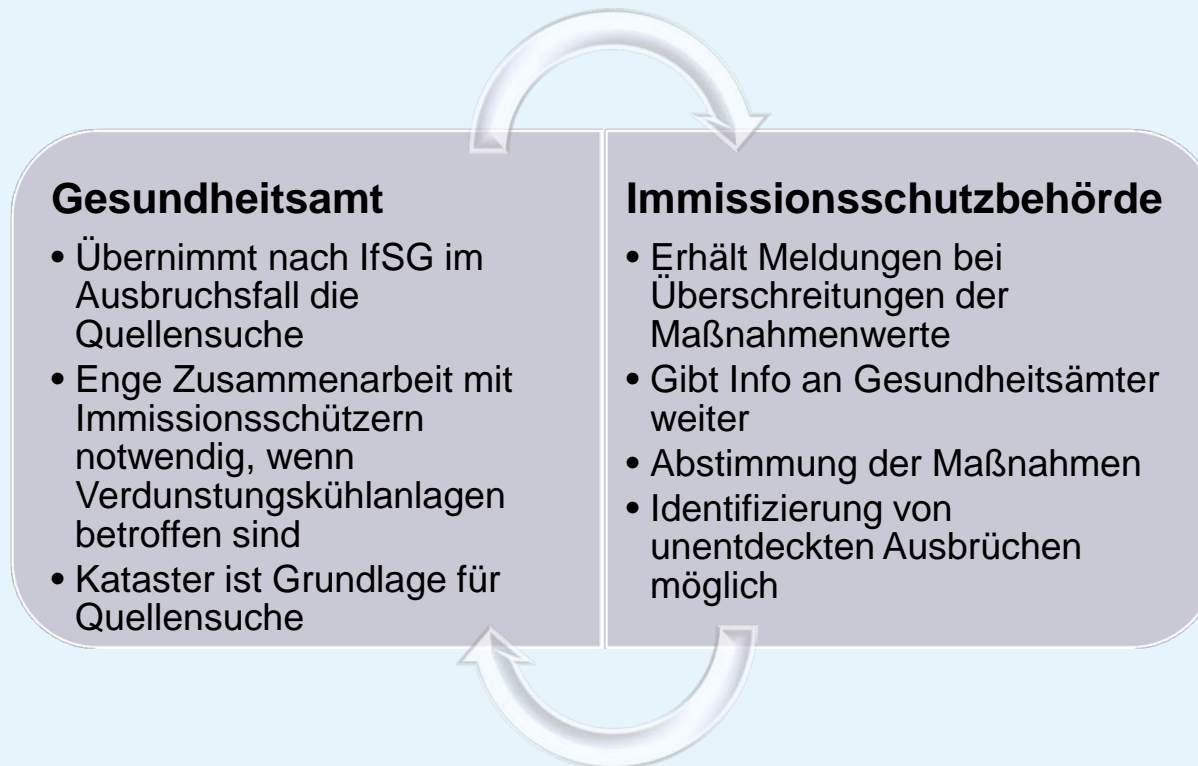 Gesundheitsamt
• Übernimmt nach IfSG im
Ausbruchsfall die
Quellensuche
• Enge Zusammenarbeit mit
Immissionsschützern
notwendig, wenn
Verdunstungskühlanlagen
betroffen sind
• Kataster ist Grundlage für
Quellensuche
Immissionsschutzbehörde
• Erhält Meldungen bei
Überschreitungen der
Maßnahmenwerte
• Gibt Info an Gesundheitsämter
weiter
• Abstimmung der Maßnahmen
• Identifizierung von
unentdeckten Ausbrüchen
möglich